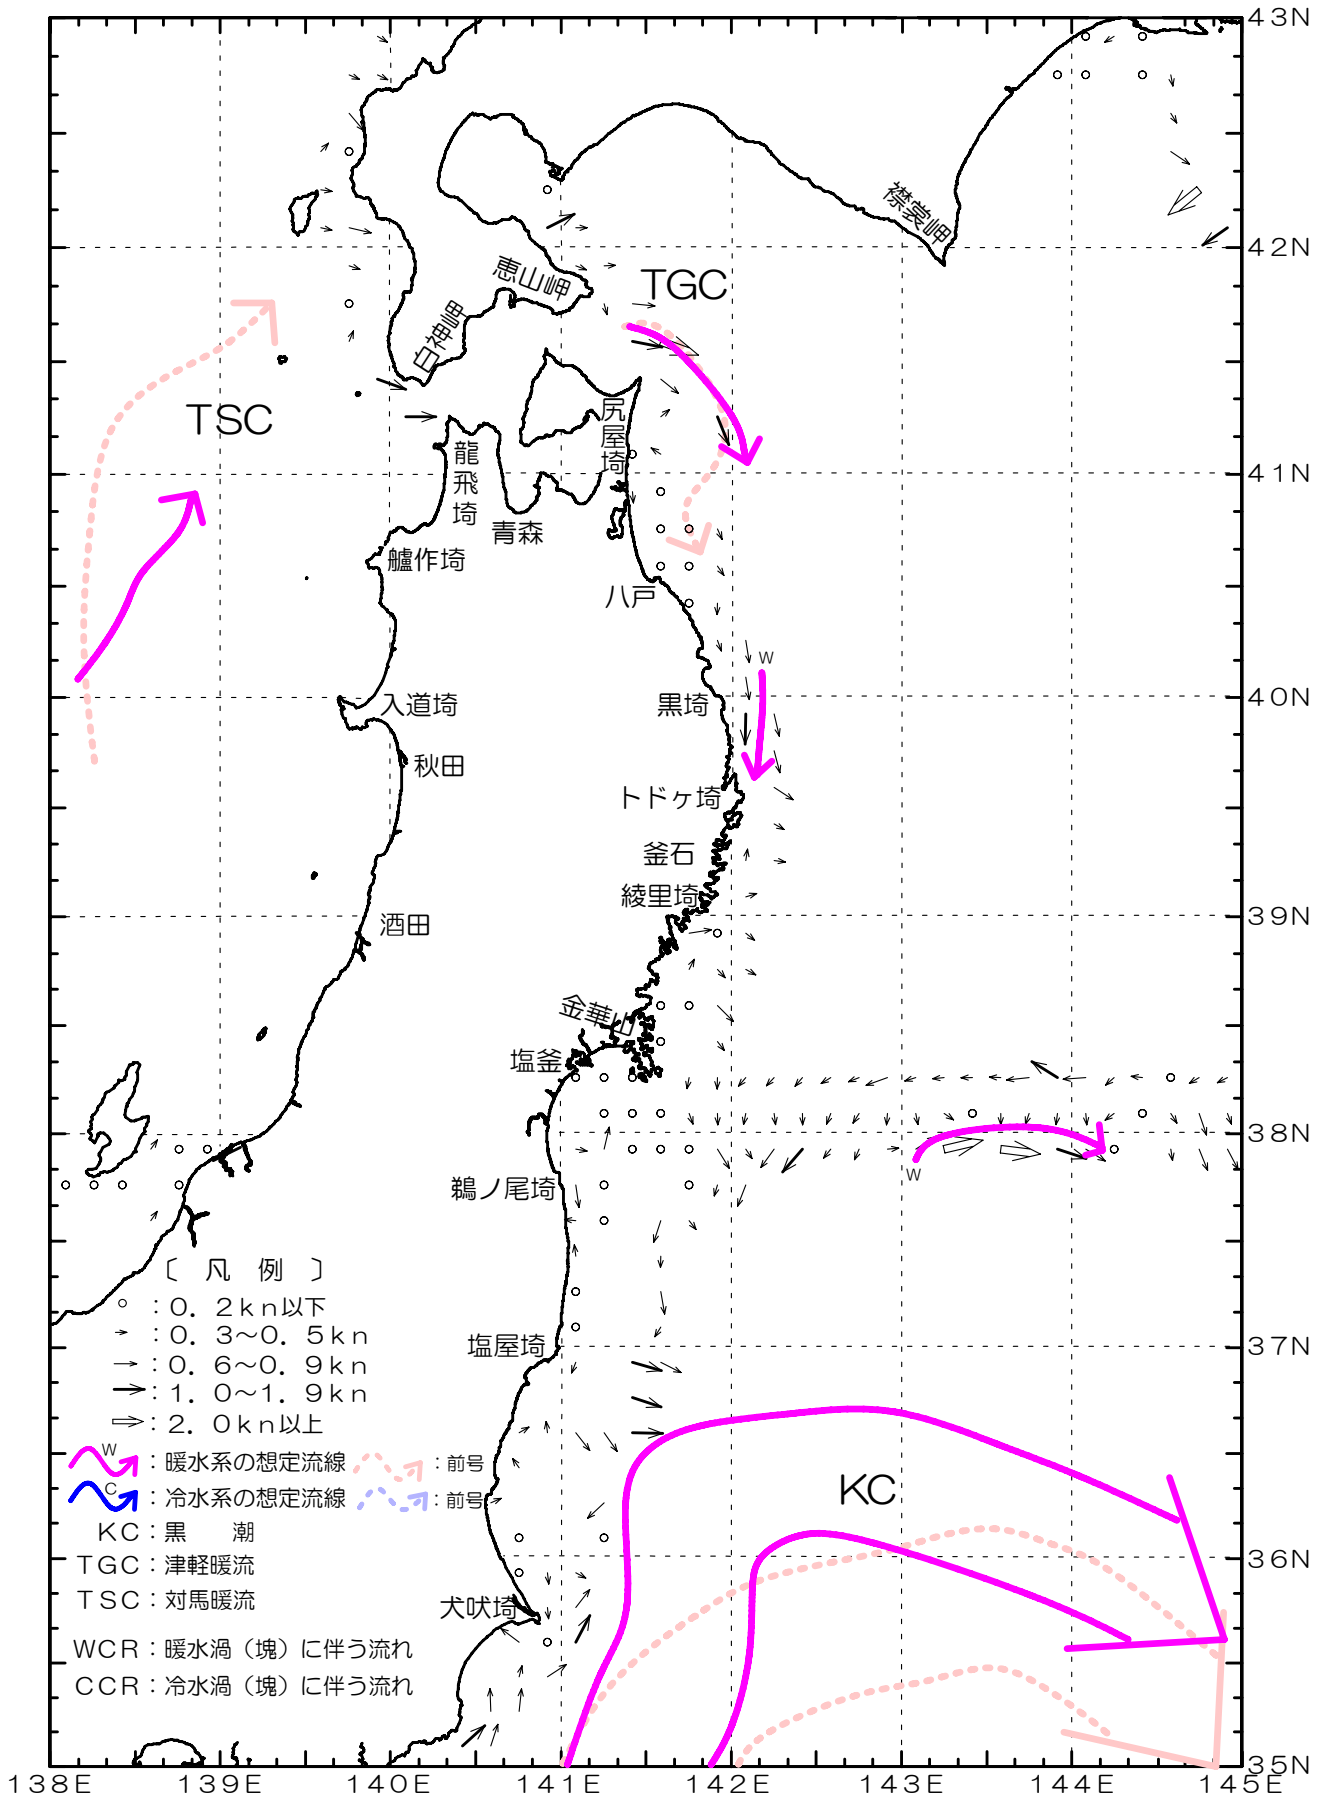 43N
襟裳岬
42N
恵山岬
TGC
白神岬
TSC
尻屋埼
龍飛埼
41N
青森
艫作埼
八戸
W
入道埼
黒埼
40N
秋田
トドヶ埼
釜石
綾里埼
酒田
39N
金華山
塩釜
38N
W
鵜ノ尾埼
〔 凡 例 〕
:0.2kn以下
:0.3~0.5kn
塩屋埼
37N
:0.6~0.9kn
:1.0~1.9kn
:2.0kn以上
W
:暖水系の想定流線
:前号
C
:冷水系の想定流線
:前号
KC
KC:黒 潮
TGC:津軽暖流
36N
TSC:対馬暖流
犬吠埼
WCR:暖水渦(塊)に伴う流れ
CCR:冷水渦(塊)に伴う流れ
35N
138E 139E 140E 141E 142E 143E 144E 145E